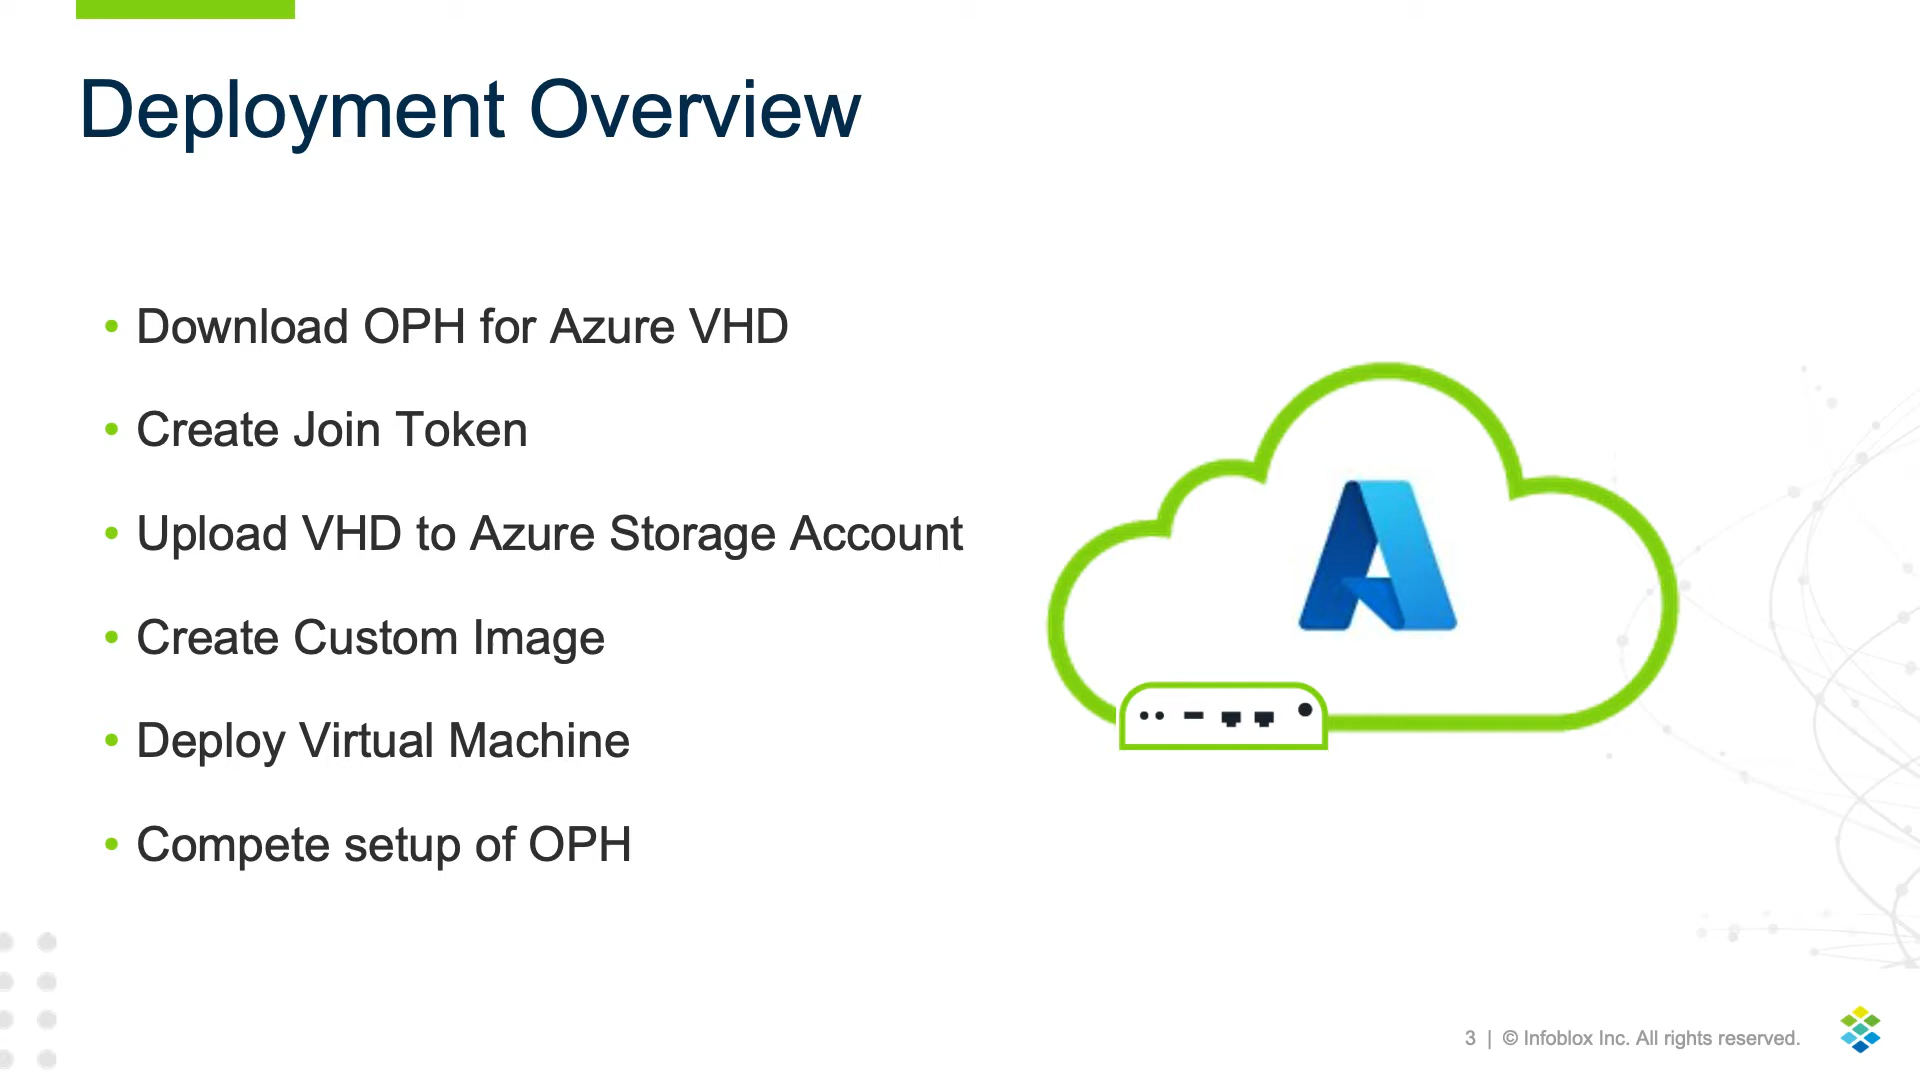 Deployment Overview
• Download OPH for Azure VHD
• Create Join Token
• Upload VHD to Azure Storage Account
• Create Custom Image
• Deploy Virtual Machine
• Compete setup of OPH
3 | © Infoblox Inc. All rights reserved.